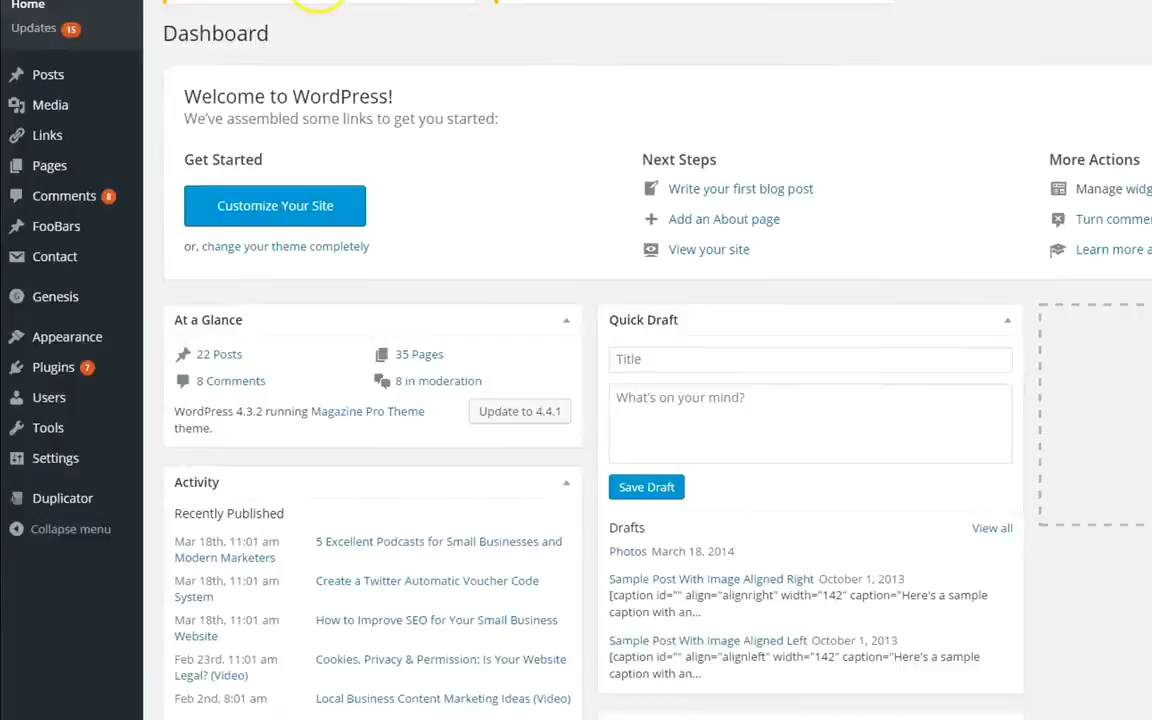 Home
Updates 15
Posts
Media
Links
Pages
Comments 8
FooBars
Contact
Genesis
Appearance
Plugins 7
Users
Tools
Settings
Duplicator
Collapse menu
Dashboard
Welcome to WordPress!
We've assembled some links to get you started:
Get Started
Customize Your Site
or, change your theme completely
Next Steps
Write your first blog post
Add an About page
View your site
More Actions
Manage widg
Turn commer
Learn more a
At a Glance
22 Posts 35 Pages
8 Comments 8 in moderation
WordPress 4.3.2 running Magazine Pro Theme
theme.
Update to 4.4.1
Activity
Recently Published
Mar 18th, 11:01 am 5 Excellent Podcasts for Small Businesses and
Modern Marketers
Mar 18th, 11:01 am Create a Twitter Automatic Voucher Code
System
Mar 18th, 11:01 am How to Improve SEO for Your Small Business
Website
Feb 23rd, 11:01 am Cookies, Privacy & Permission: Is Your Website
Legal? (Video)
Feb 2nd, 8:01 am Local Business Content Marketing Ideas (Video)
Quick Draft
Title
What's on your mind?
Save Draft
Drafts View all
Photos March 18, 2014
Sample Post With Image Aligned Right October 1, 2013
[caption id="" align="alignright" width="142" caption="Here's a sample
caption with an...
Sample Post With Image Aligned Left October 1, 2013
[caption id="" align="alignleft" width="142" caption="Here's a sample
caption with an...